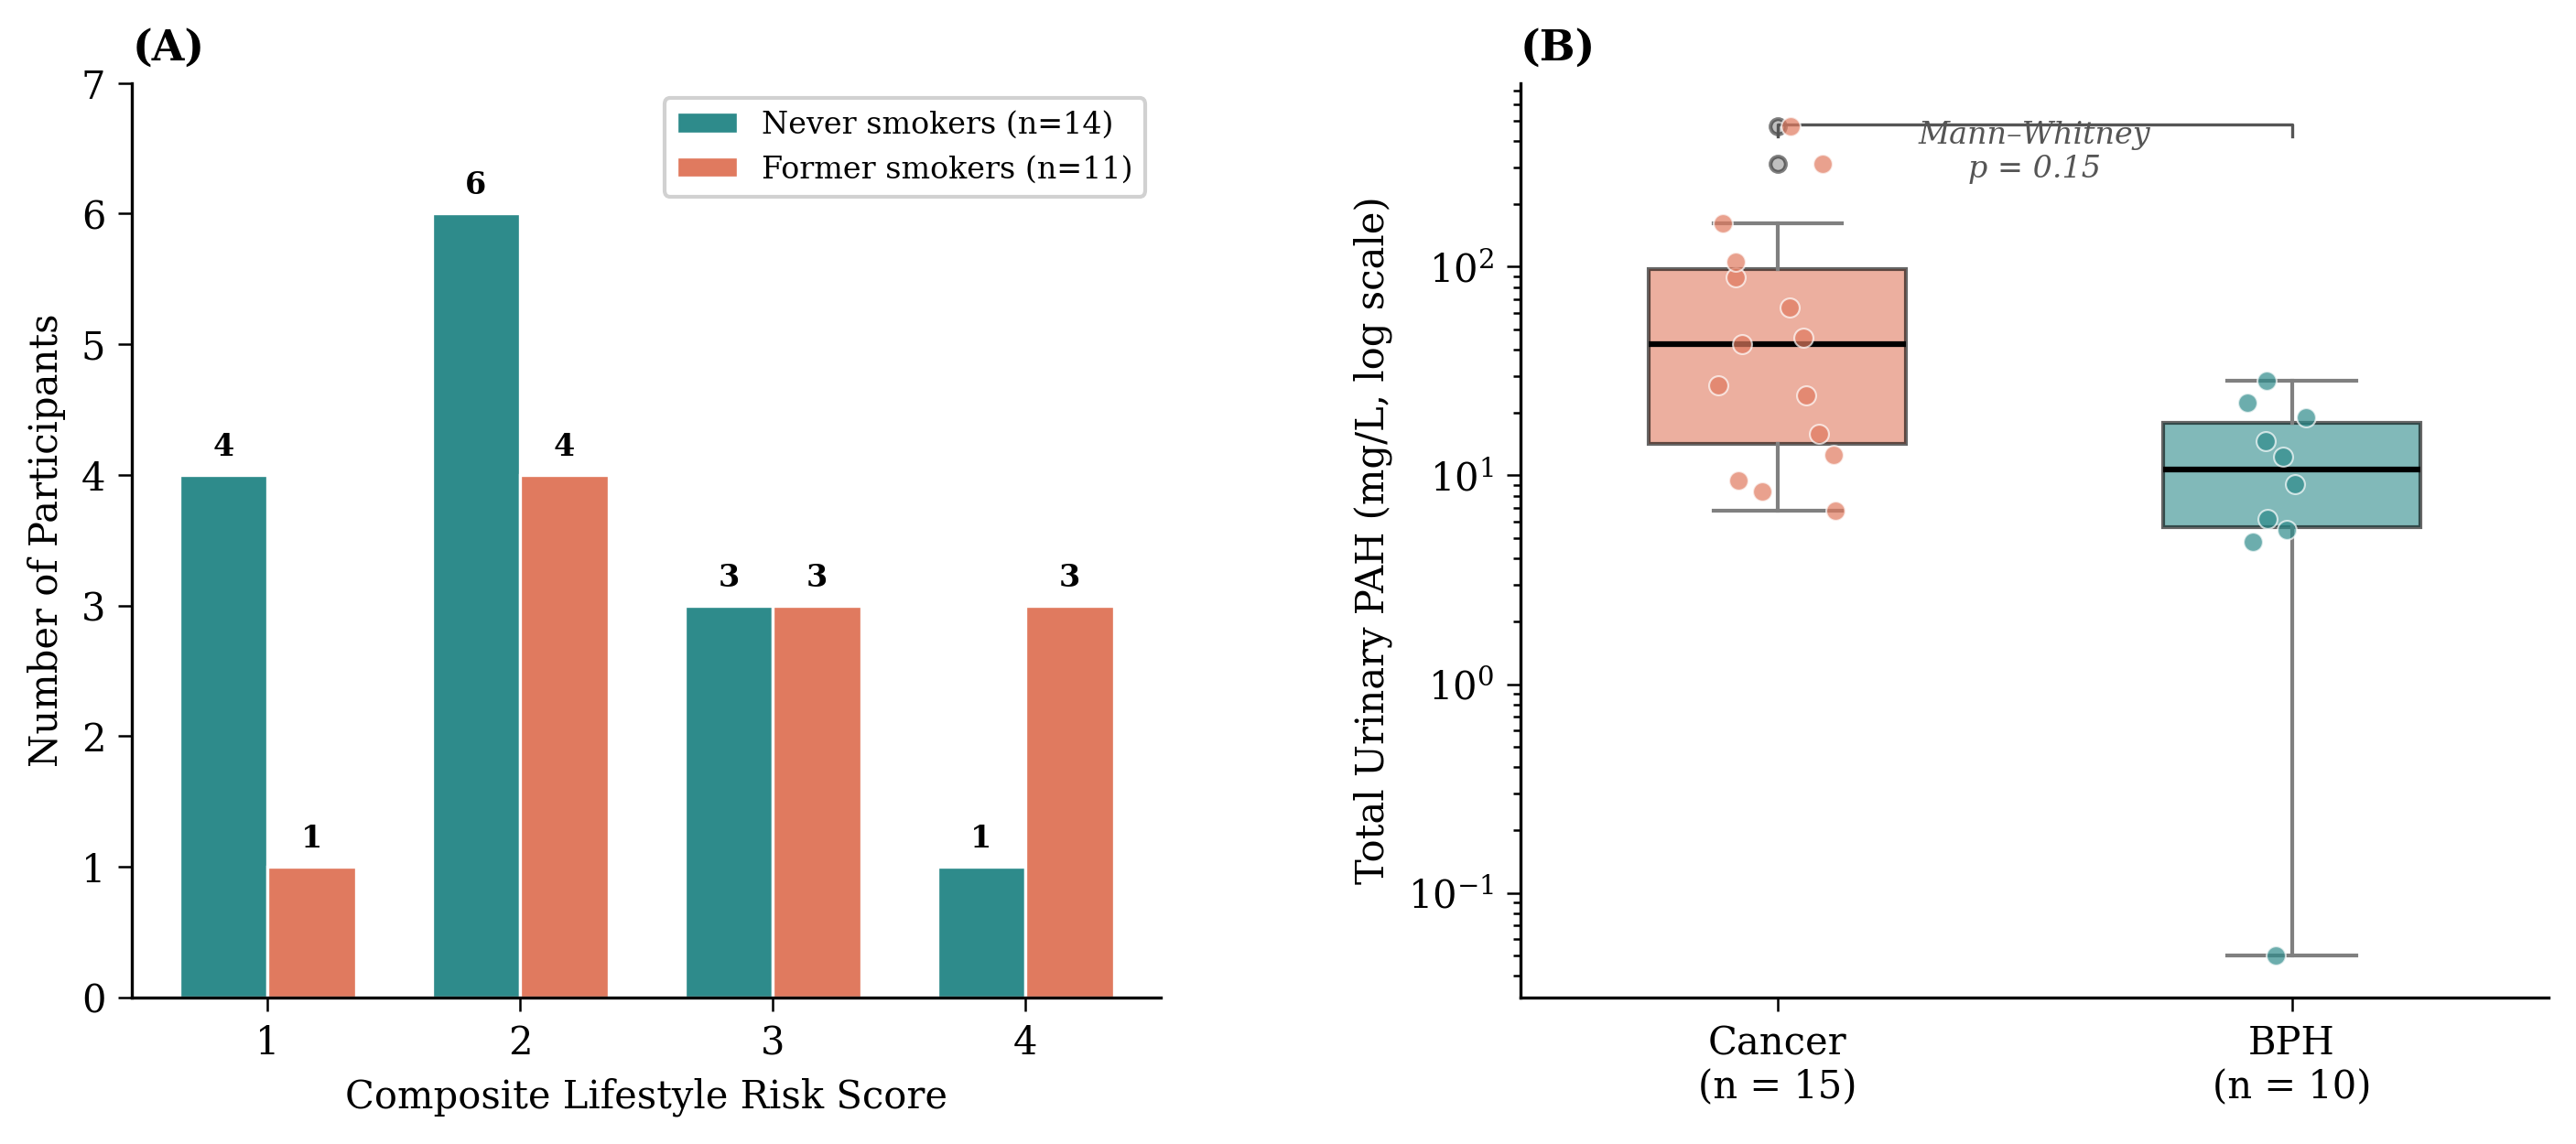 (A)
Number of Participants
7
6
5
4
3
2
1
0
Never smokers (n=14)
Former smokers (n=11)
4
1
6
4
3
3
1
3
1
2
3
4
Composite Lifestyle Risk Score
(B)
Total Urinary PAH (mg/L, log scale)
10²
10¹
10⁰
10⁻¹
Mann–Whitney
p = 0.15
Cancer
(n = 15)
BPH
(n = 10)